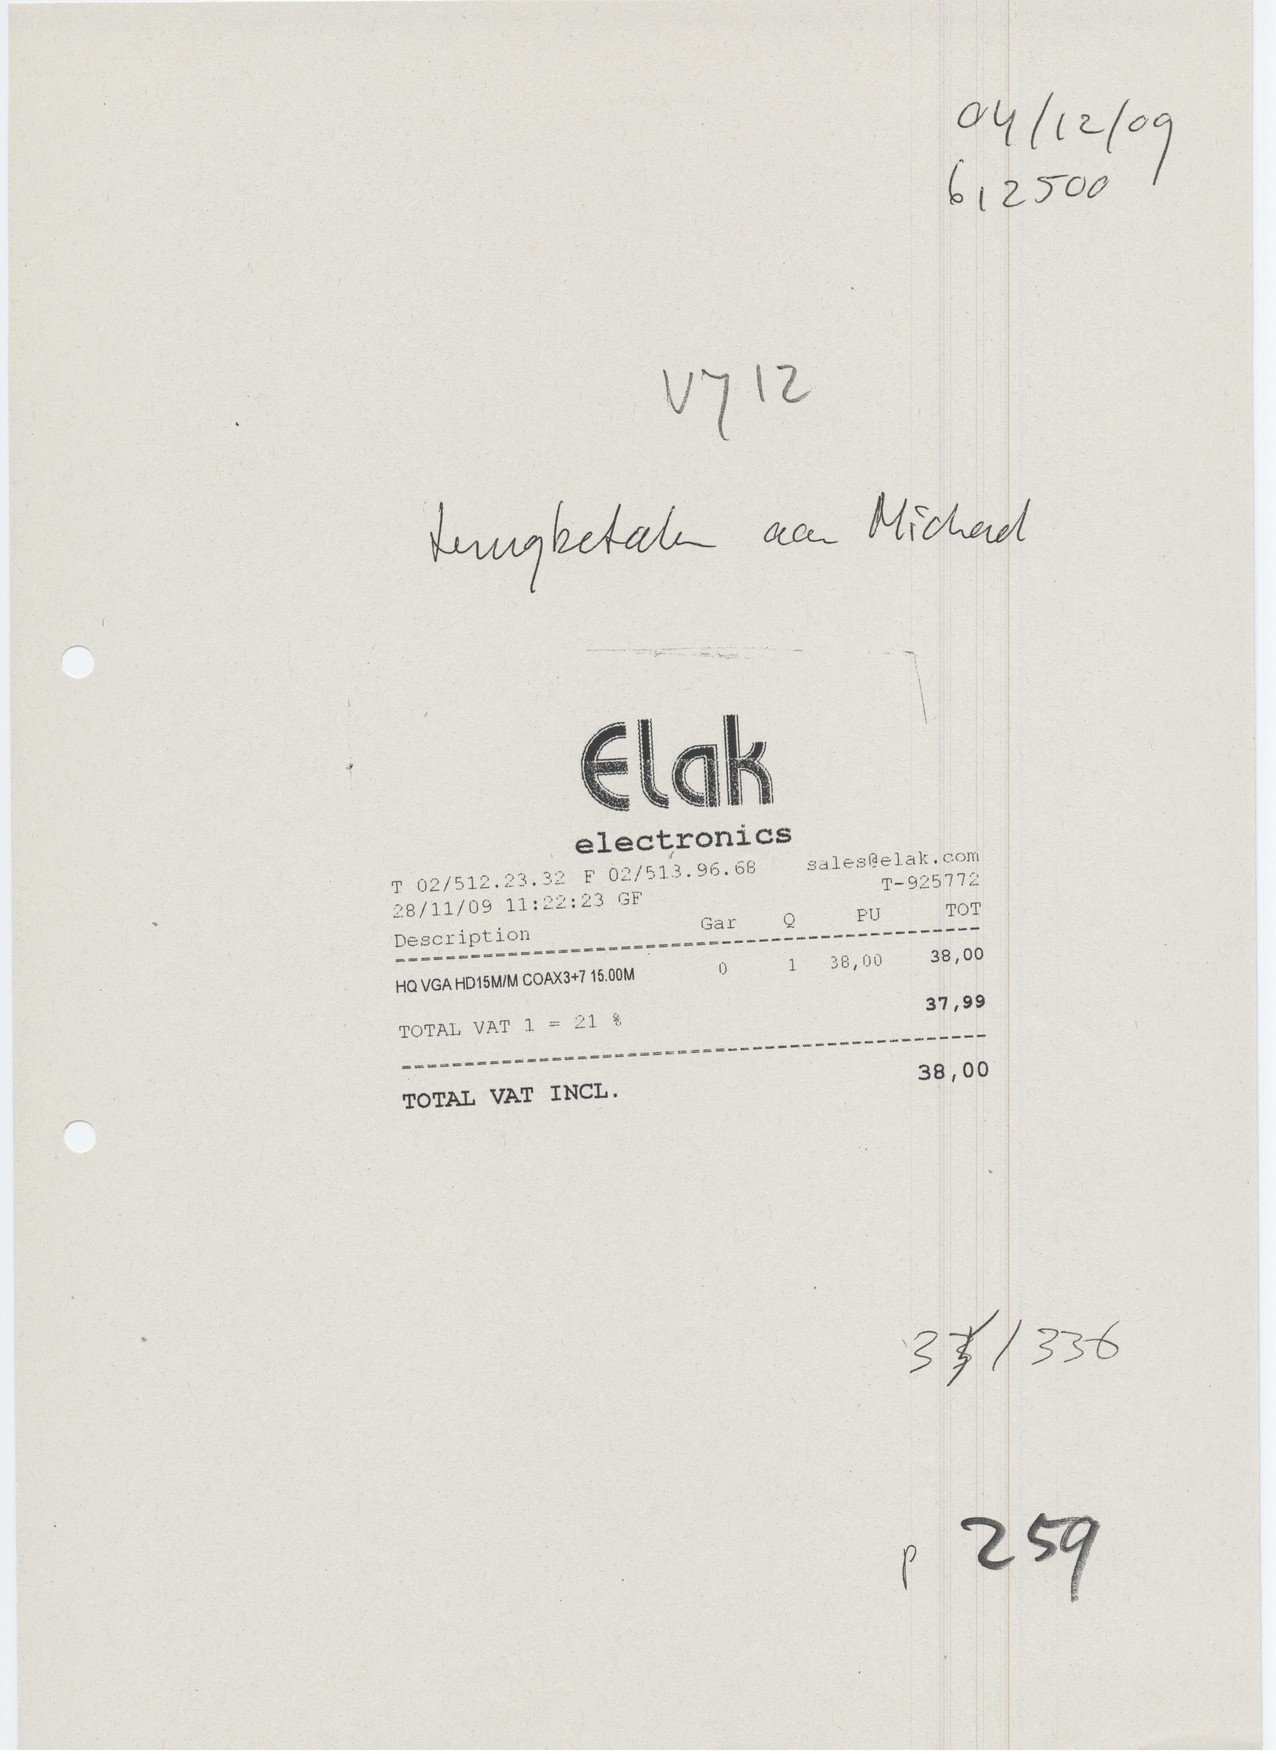 04/12/09
612500
Vy 12
terugbetalen aan Michael
Elak
electronics
T 02/512.23.32 F 02/513.96.68 sales@elak.com
28/11/09 11:22:23 GF T-925772
Description Gar Q PU TOT
HQ VGA HD15M/M COAX3+7 15.00M 0 1 38,00 38,00
TOTAL VAT 1 = 21 % 37,99
TOTAL VAT INCL. 38,00
/ 336
p 259